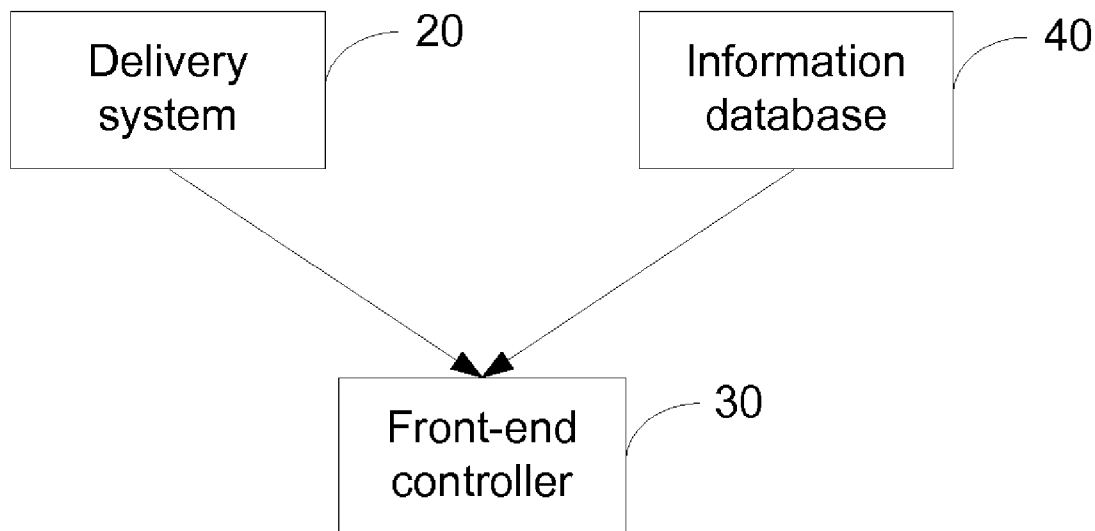 Delivery
system
20
Information
database
40
Front-end
controller
30